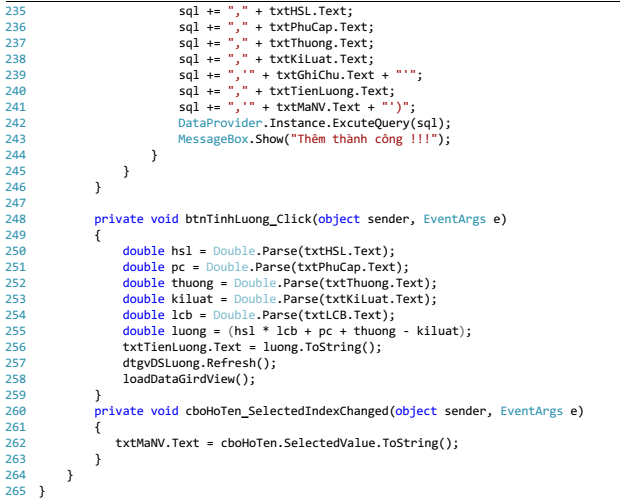 235                     sql += "," + txtHSL.Text;
236                     sql += "," + txtPhuCap.Text;
237                     sql += "," + txtThuong.Text;
238                     sql += "," + txtKiLuat.Text;
239                     sql += ",'" + txtGhiChu.Text + "'";
240                     sql += "," + txtTienLuong.Text;
241                     sql += ",'" + txtMaNV.Text + "')";
242                     DataProvider.Instance.ExcuteQuery(sql);
243                     MessageBox.Show("Thêm thành công !!!");
244                 }
245             }
246         }
247
248         private void btnTinhLuong_Click(object sender, EventArgs e)
249         {
250             double hsl = Double.Parse(txtHSL.Text);
251             double pc = Double.Parse(txtPhuCap.Text);
252             double thuong = Double.Parse(txtThuong.Text);
253             double kiluat = Double.Parse(txtKiLuat.Text);
254             double lcb = Double.Parse(txtLCB.Text);
255             double luong = (hsl * lcb + pc + thuong - kiluat);
256             txtTienLuong.Text = luong.ToString();
257             dtgvDSLuong.Refresh();
258             loadDataGirdView();
259         }
260         private void cboHoTen_SelectedIndexChanged(object sender, EventArgs e)
261         {
262            txtMaNV.Text = cboHoTen.SelectedValue.ToString();
263         }
264     }
265 }